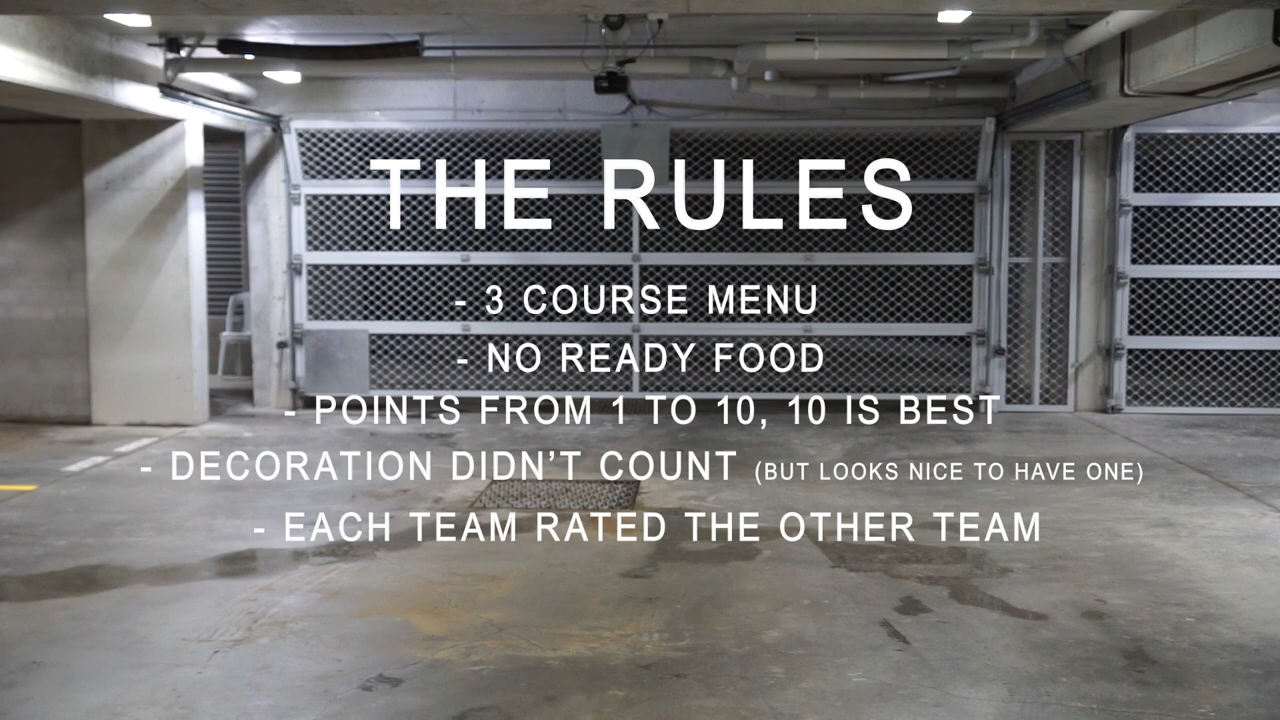 THE RULES
- 3 COURSE MENU
- NO READY FOOD
- POINTS FROM 1 TO 10, 10 IS BEST
- DECORATION DIDN'T COUNT (BUT LOOKS NICE TO HAVE ONE)
- EACH TEAM RATED THE OTHER TEAM